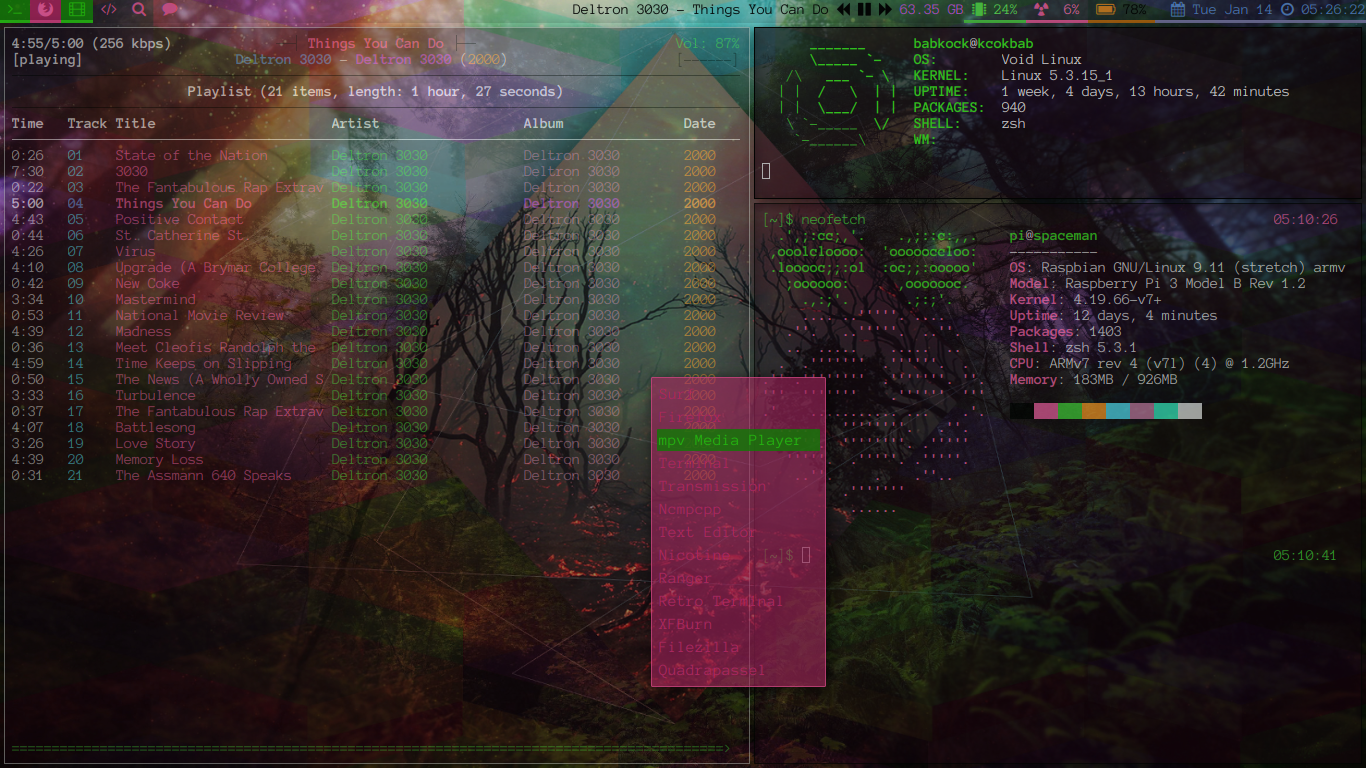 Deltron 3030 – Things You Can Do 63.35 GB 24% 6% 78% Tue Jan 14 05:26:22
4:55/5:00 (256 kbps) Things You Can Do Vol: 87%
[playing] Deltron 3030 – Deltron 3030 (2000)
Playlist (21 items, length: 1 hour, 27 seconds)
Time Track Title Artist Album Date
0:26 01 State of the Nation Deltron 3030 Deltron 3030 2000
7:30 02 3030 Deltron 3030 Deltron 3030 2000
0:22 03 The Fantabulous Rap Extrav Deltron 3030 Deltron 3030 2000
5:00 04 Things You Can Do Deltron 3030 Deltron 3030 2000
4:43 05 Positive Contact Deltron 3030 Deltron 3030 2000
0:44 06 St. Catherine St. Deltron 3030 Deltron 3030 2000
4:26 07 Virus Deltron 3030 Deltron 3030 2000
4:10 08 Upgrade (A Brymar College Deltron 3030 Deltron 3030 2000
0:42 09 New Coke Deltron 3030 Deltron 3030 2000
3:34 10 Mastermind Deltron 3030 Deltron 3030 2000
0:53 11 National Movie Review Deltron 3030 Deltron 3030 2000
4:39 12 Madness Deltron 3030 Deltron 3030 2000
0:36 13 Meet Cleofis Randolph the Deltron 3030 Deltron 3030 2000
4:59 14 Time Keeps on Slipping Deltron 3030 Deltron 3030 2000
0:50 15 The News (A Wholly Owned S Deltron 3030 Deltron 3030 2000
3:33 16 Turbulence Deltron 3030 Deltron 3030
0:37 17 The Fantabulous Rap Extrav Deltron 3030 Deltron 3030
4:07 18 Battlesong Deltron 3030 Deltron 3030 2000
3:26 19 Love Story Deltron 3030 Deltron 3030
4:39 20 Memory Loss Deltron 3030 Deltron 3030 2000
0:31 21 The Assmann 640 Speaks Deltron 3030 Deltron 3030 2000
babkock@kcokbab
OS: Void Linux
KERNEL: Linux 5.3.15_1
UPTIME: 1 week, 4 days, 13 hours, 42 minutes
PACKAGES: 940
SHELL: zsh
WM:
[~]$ neofetch 05:10:26
pi@spaceman
-----------
OS: Raspbian GNU/Linux 9.11 (stretch) armv
Model: Raspberry Pi 3 Model B Rev 1.2
Kernel: 4.19.66-v7+
Uptime: 12 days, 4 minutes
Packages: 1403
Shell: zsh 5.3.1
CPU: ARMv7 rev 4 (v7l) (4) @ 1.2GHz
Memory: 183MB / 926MB
[~]$ 05:10:41
mpv Media Player
Terminal
Transmission
Ncmpcpp
Text Editor
Nicotine
Ranger
Retro Terminal
XFBurn
Filezilla
Quadrapassel